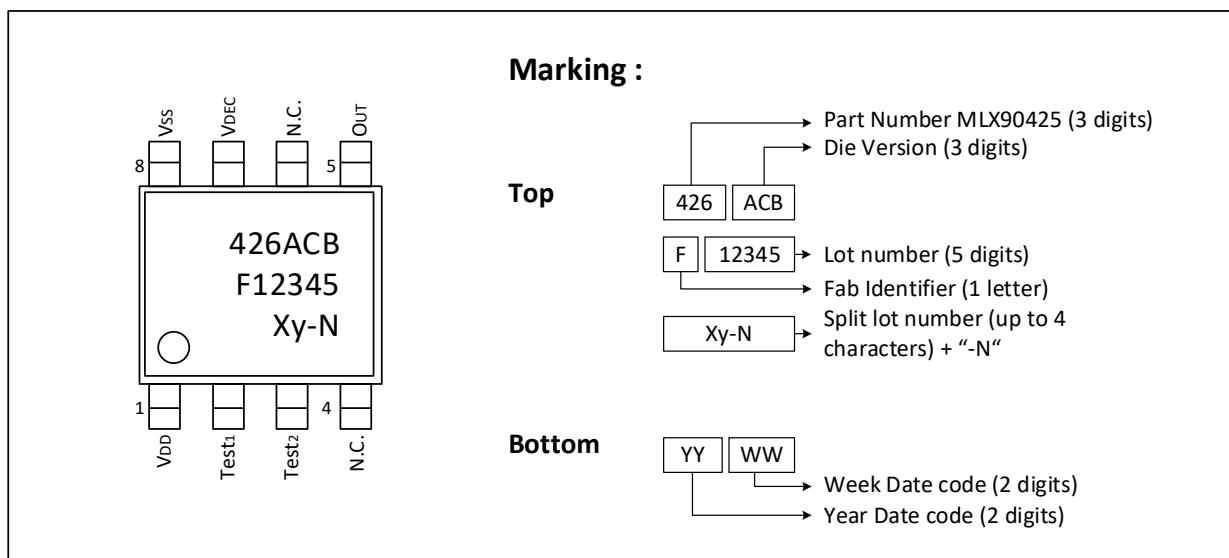 Marking :
VSS
VDEC
N.C.
OUT
8
5
426ACB
F12345
Xy-N
1
4
VDD
Test1
Test2
N.C.
Part Number MLX90425 (3 digits)
Die Version (3 digits)
Top
426
ACB
F
12345
Lot number (5 digits)
Fab Identifier (1 letter)
Xy-N
Split lot number (up to 4
characters) + “-N“
Bottom
YY
WW
Week Date code (2 digits)
Year Date code (2 digits)